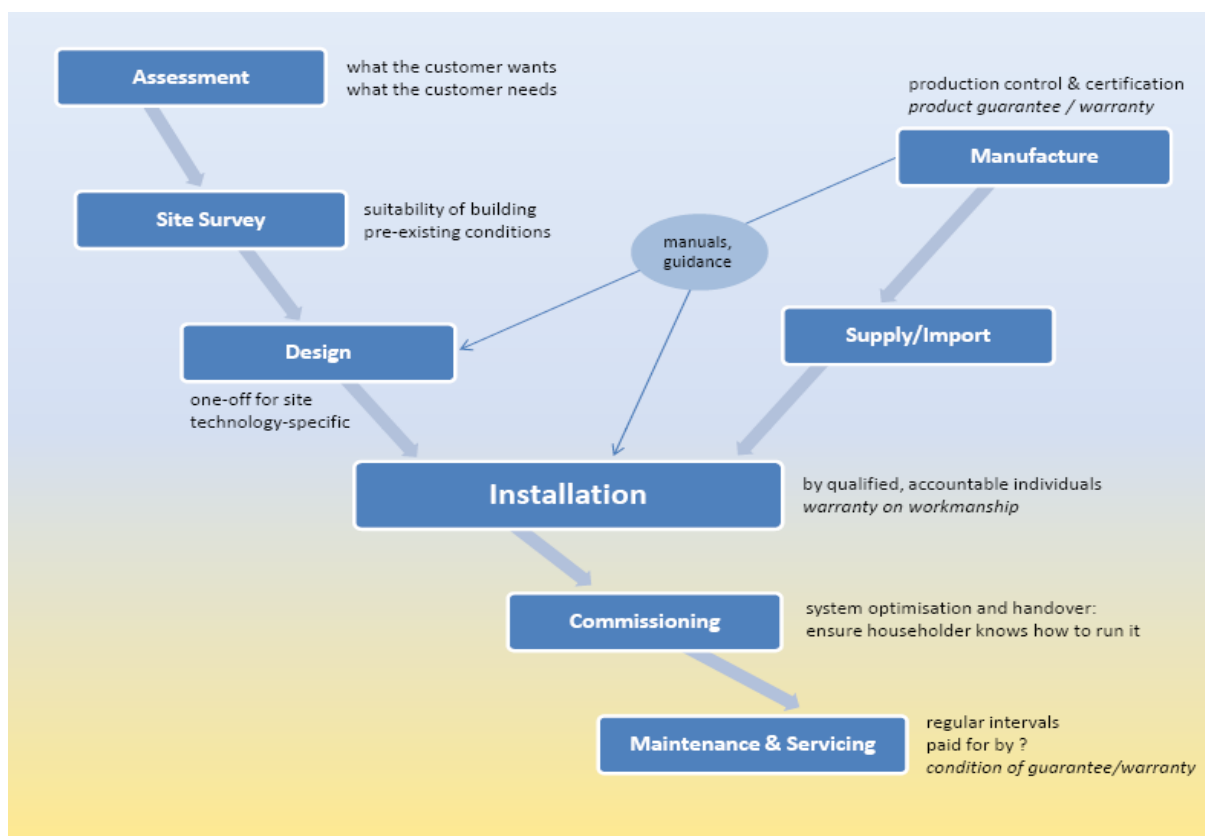 Assessment
what the customer wants
what the customer needs
production control & certification
product guarantee / warranty
Manufacture
Site Survey
suitability of building
pre-existing conditions
manuals,
guidance
Design
Supply/Import
one-off for site
technology-specific
Installation
by qualified, accountable individuals
warranty on workmanship
Commissioning
system optimisation and handover:
ensure householder knows how to run it
Maintenance & Servicing
regular intervals
paid for by ?
condition of guarantee/warranty